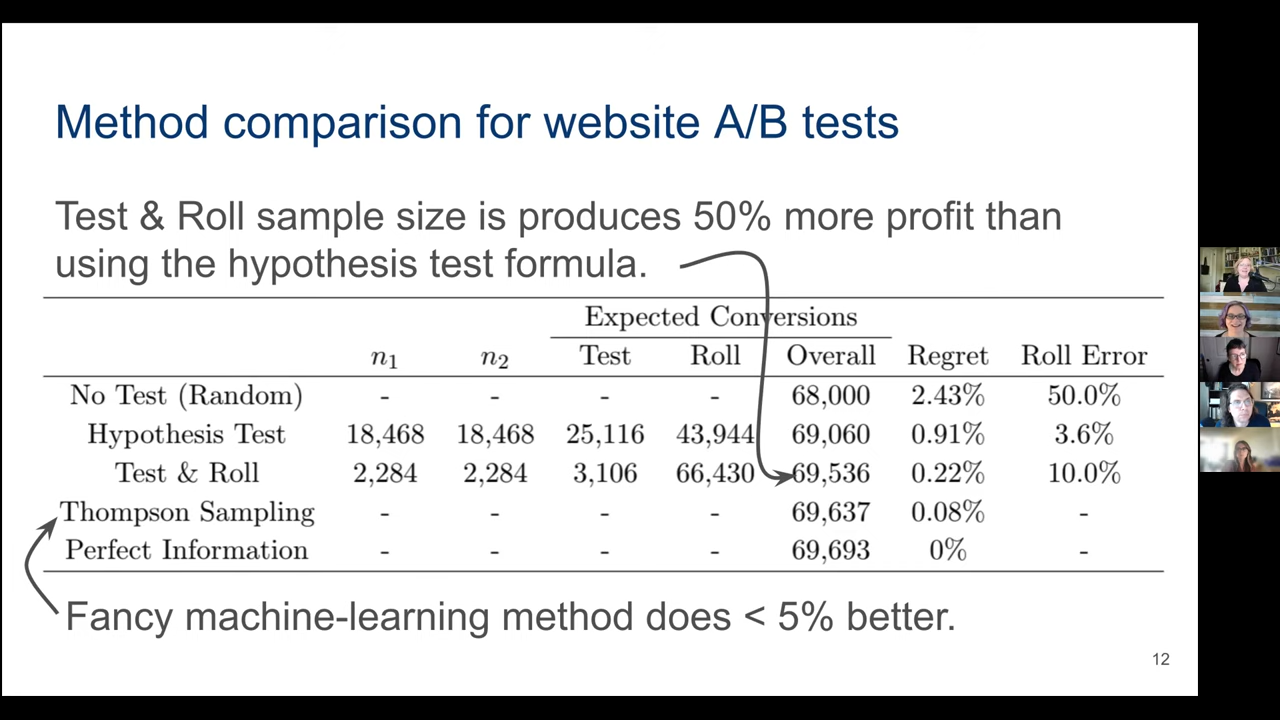 Method comparison for website A/B tests
Test & Roll sample size is produces 50% more profit than
using the hypothesis test formula.
Expected Conversions
n1 n2 Test Roll Overall Regret Roll Error
No Test (Random) - - - - 68,000 2.43% 50.0%
Hypothesis Test 18,468 18,468 25,116 43,944 69,060 0.91% 3.6%
Test & Roll 2,284 2,284 3,106 66,430 69,536 0.22% 10.0%
Thompson Sampling - - - - 69,637 0.08% -
Perfect Information - - - - 69,693 0% -
Fancy machine-learning method does < 5% better.
12